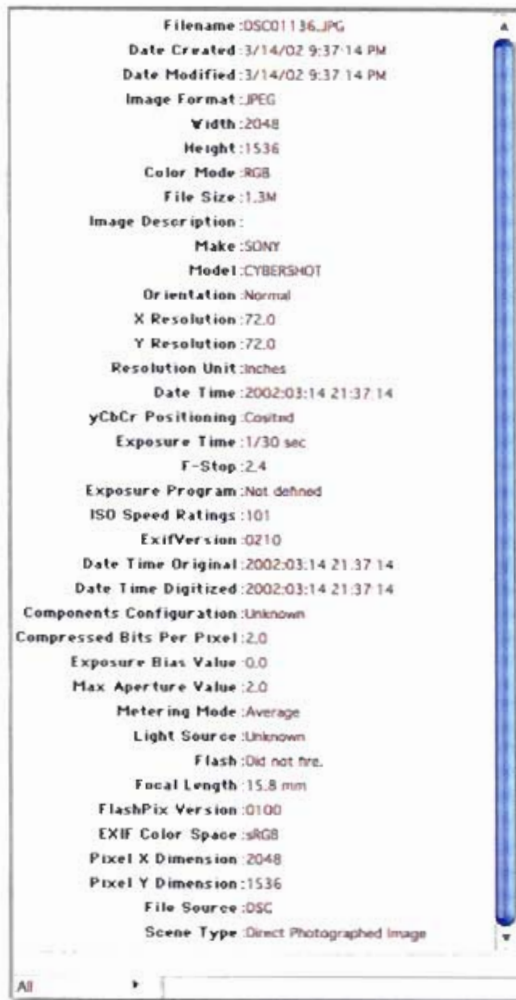 Filename :DSC01136.JPG
Date Created :3/14/02 9:37:14 PM
Date Modified :3/14/02 9:37:14 PM
Image Format :JPEG
Width :2048
Height :1536
Color Mode :RGB
File Size :1.3M
Image Description :
Make :SONY
Model :CYBERSHOT
Orientation :Normal
X Resolution :72.0
Y Resolution :72.0
Resolution Unit :Inches
Date Time :2002:03:14 21:37:14
yCbCr Positioning :Cosited
Exposure Time :1/30 sec
F-Stop :2.4
Exposure Program :Not defined
ISO Speed Ratings :101
ExifVersion :0210
Date Time Original :2002:03:14 21:37:14
Date Time Digitized :2002:03:14 21:37:14
Components Configuration :Unknown
Compressed Bits Per Pixel :2.0
Exposure Bias Value :0.0
Max Aperture Value :2.0
Metering Mode :Average
Light Source :Unknown
Flash :Did not fire.
Focal Length :15.8 mm
FlashPix Version :0100
EXIF Color Space :sRGB
Pixel X Dimension :2048
Pixel Y Dimension :1536
File Source :DSC
Scene Type :Direct Photographed Image
All